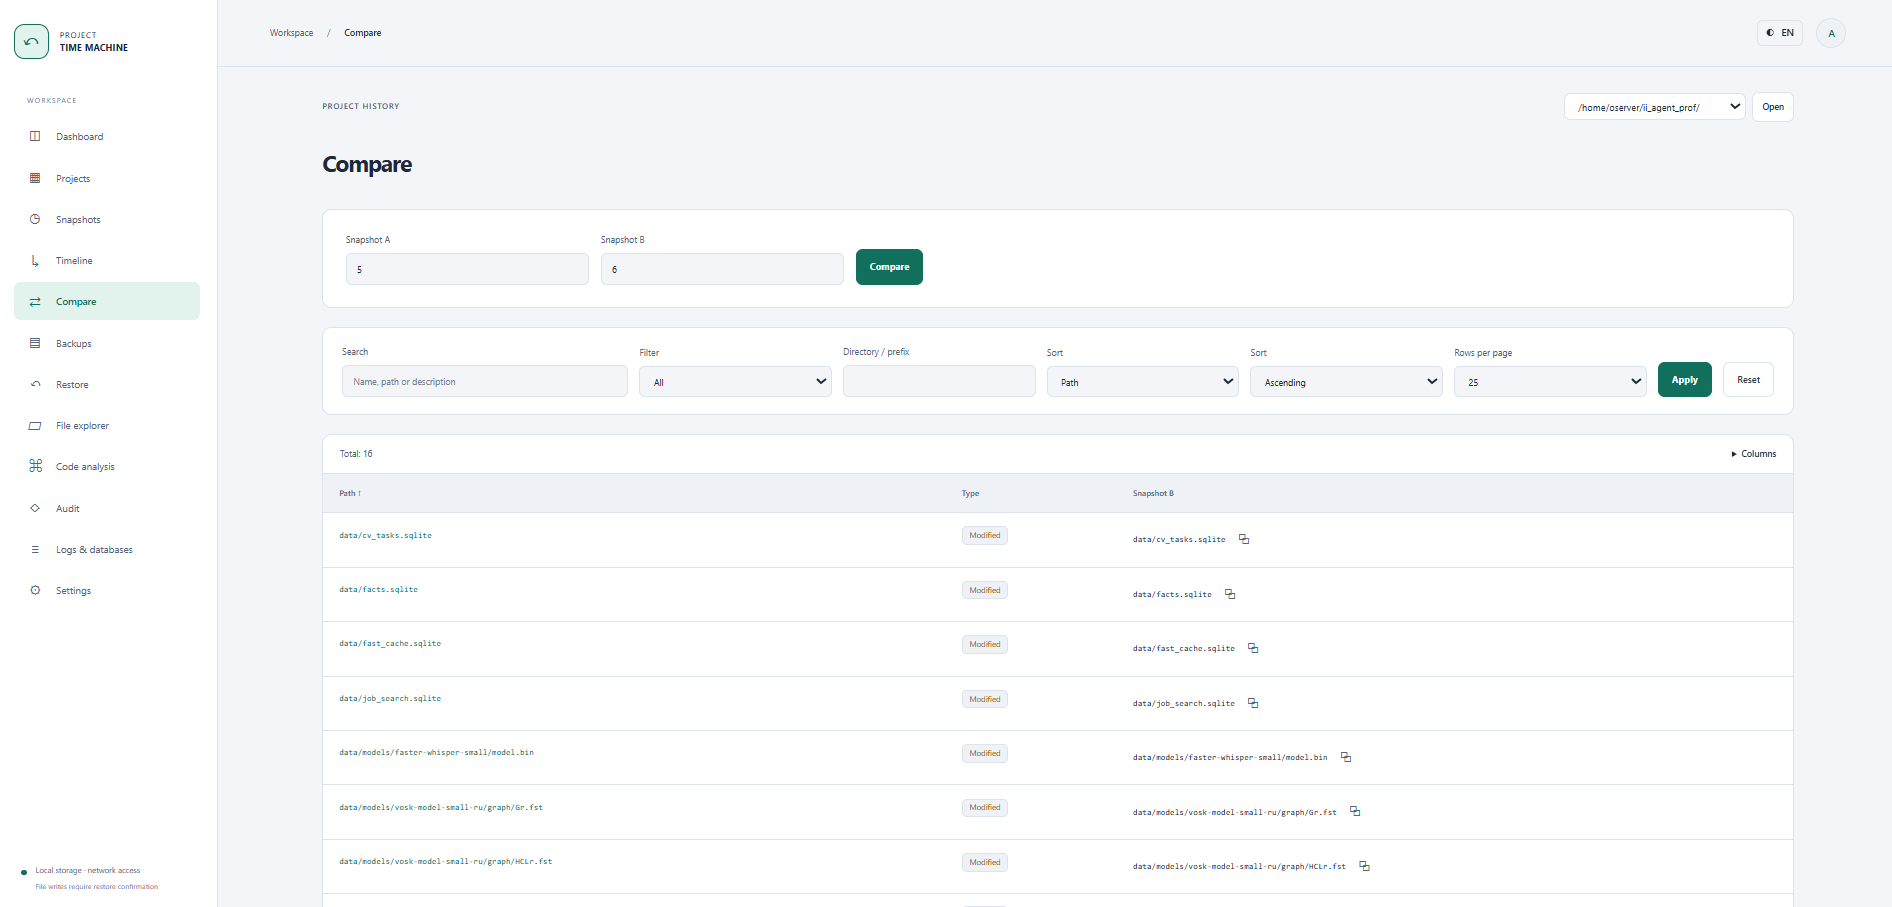 PROJECT
TIME MACHINE
WORKSPACE
Dashboard
Projects
Snapshots
Timeline
Compare
Backups
Restore
File explorer
Code analysis
Audit
Logs & databases
Settings
Local storage · network access
File writes require restore confirmation
Workspace / Compare
EN
A
PROJECT HISTORY
/home/oserver/ii_agent_prof/
Open
Compare
Snapshot A
Snapshot B
5
6
Compare
Search
Filter
Directory / prefix
Sort
Sort
Rows per page
Name, path or description
All
Path
Ascending
25
Apply
Reset
Total: 16
Columns
Path ↑
Type
Snapshot B
data/cv_tasks.sqlite
Modified
data/cv_tasks.sqlite
data/facts.sqlite
Modified
data/facts.sqlite
data/fast_cache.sqlite
Modified
data/fast_cache.sqlite
data/job_search.sqlite
Modified
data/job_search.sqlite
data/models/faster-whisper-small/model.bin
Modified
data/models/faster-whisper-small/model.bin
data/models/vosk-model-small-ru/graph/Gr.fst
Modified
data/models/vosk-model-small-ru/graph/Gr.fst
data/models/vosk-model-small-ru/graph/HCLr.fst
Modified
data/models/vosk-model-small-ru/graph/HCLr.fst